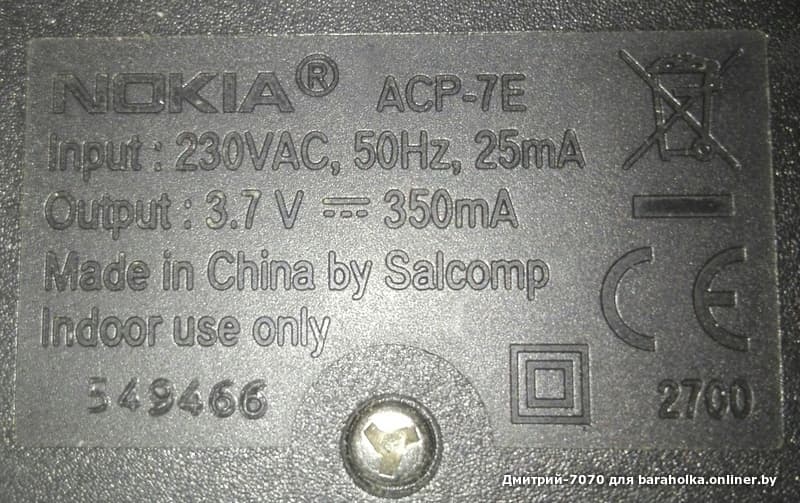 NOKIA® ACP-7E
Input : 230VAC, 50Hz, 25mA
Output : 3.7 V ⎓ 350mA
Made in China by Salcomp
Indoor use only
CE
549466
2700
Дмитрий-7070 для baraholka.onliner.by